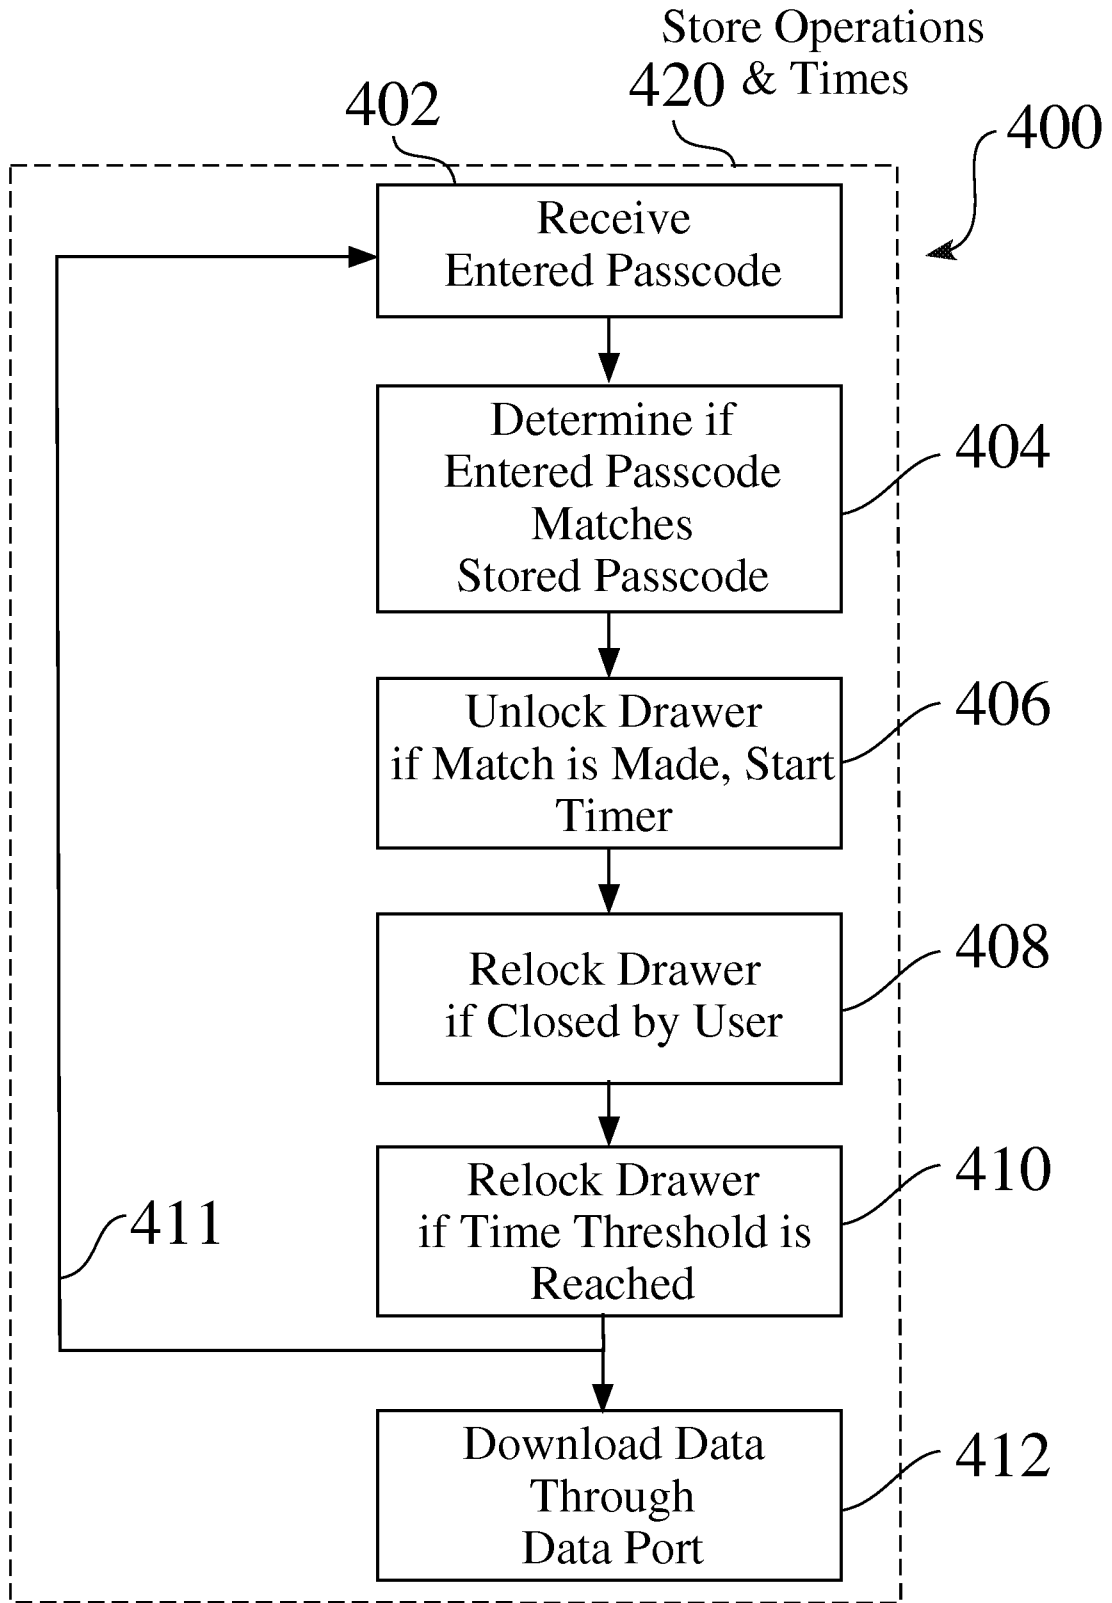 Store Operations
420 & Times
402
400
Receive
Entered Passcode
Determine if
Entered Passcode
Matches
Stored Passcode
404
Unlock Drawer
if Match is Made, Start
Timer
406
Relock Drawer
if Closed by User
408
Relock Drawer
if Time Threshold is
Reached
410
411
Download Data
Through
Data Port
412